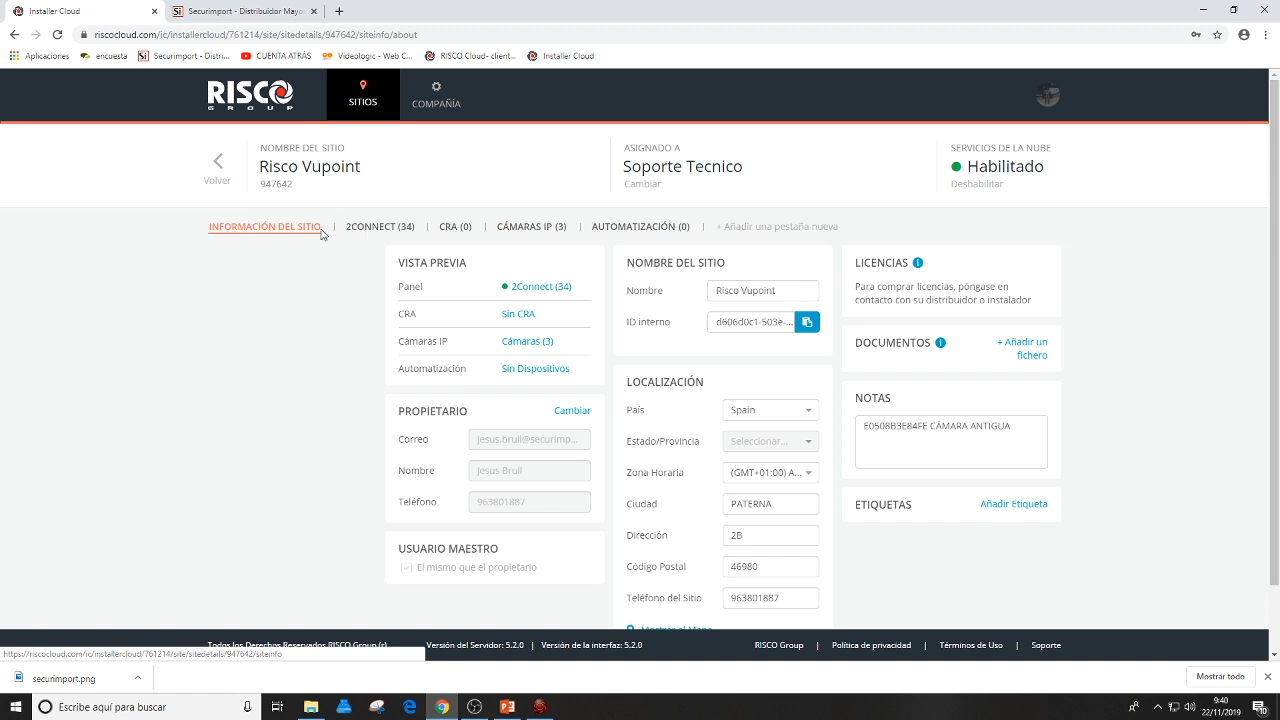 Installer Cloud
Securimport - Distribuidor Mayo
riscocloud.com/ic/installercloud/761214/site/sitedetails/947642/siteinfo/about
Aplicaciones
encuesta
Securimport - Distri...
CUENTA ATRÁS
Videologic - Web C...
RISCO Cloud- client...
Installer Cloud
RISCO
GROUP
SITIOS
COMPAÑÍA
Volver
NOMBRE DEL SITIO
Risco Vupoint
947642
ASIGNADO A
Soporte Tecnico
Cambiar
SERVICIOS DE LA NUBE
Habilitado
Deshabilitar
INFORMACIÓN DEL SITIO | 2CONNECT (34) | CRA (0) | CÁMARAS IP (3) | AUTOMATIZACIÓN (0) | + Añadir una pestaña nueva
VISTA PREVIA
Panel 2Connect (34)
CRA Sin CRA
Cámaras IP Cámaras (3)
Automatización Sin Dispositivos
PROPIETARIO Cambiar
Correo jesus.brull@securimp...
Nombre Jesus Brull
Teléfono 963801887
USUARIO MAESTRO
El mismo que el propietario
NOMBRE DEL SITIO
Nombre Risco Vupoint
ID interno d606d0c1-503e-...
LOCALIZACIÓN
País Spain
Estado/Provincia Seleccionar...
Zona Horaria (GMT+01:00) A...
Ciudad PATERNA
Dirección 2B
Código Postal 46980
Teléfono del Sitio 963801887
Mostrar el Mapa
LICENCIAS
Para comprar licencias, póngase en
contacto con su distribuidor o instalador
DOCUMENTOS + Añadir un
fichero
NOTAS
E0508B3E84FE CÁMARA ANTIGUA
ETIQUETAS Añadir Etiqueta
Todos los Derechos Reservados RISCO Group (r) Versión del Servidor: 5.2.0 | Versión de la interfaz: 5.2.0 RISCO Group | Política de privacidad | Términos de Uso | Soporte
https://riscocloud.com/ic/installercloud/761214/site/sitedetails/947642/siteinfo
securimport.png
Mostrar todo
Escribe aquí para buscar
9:40
22/11/2019